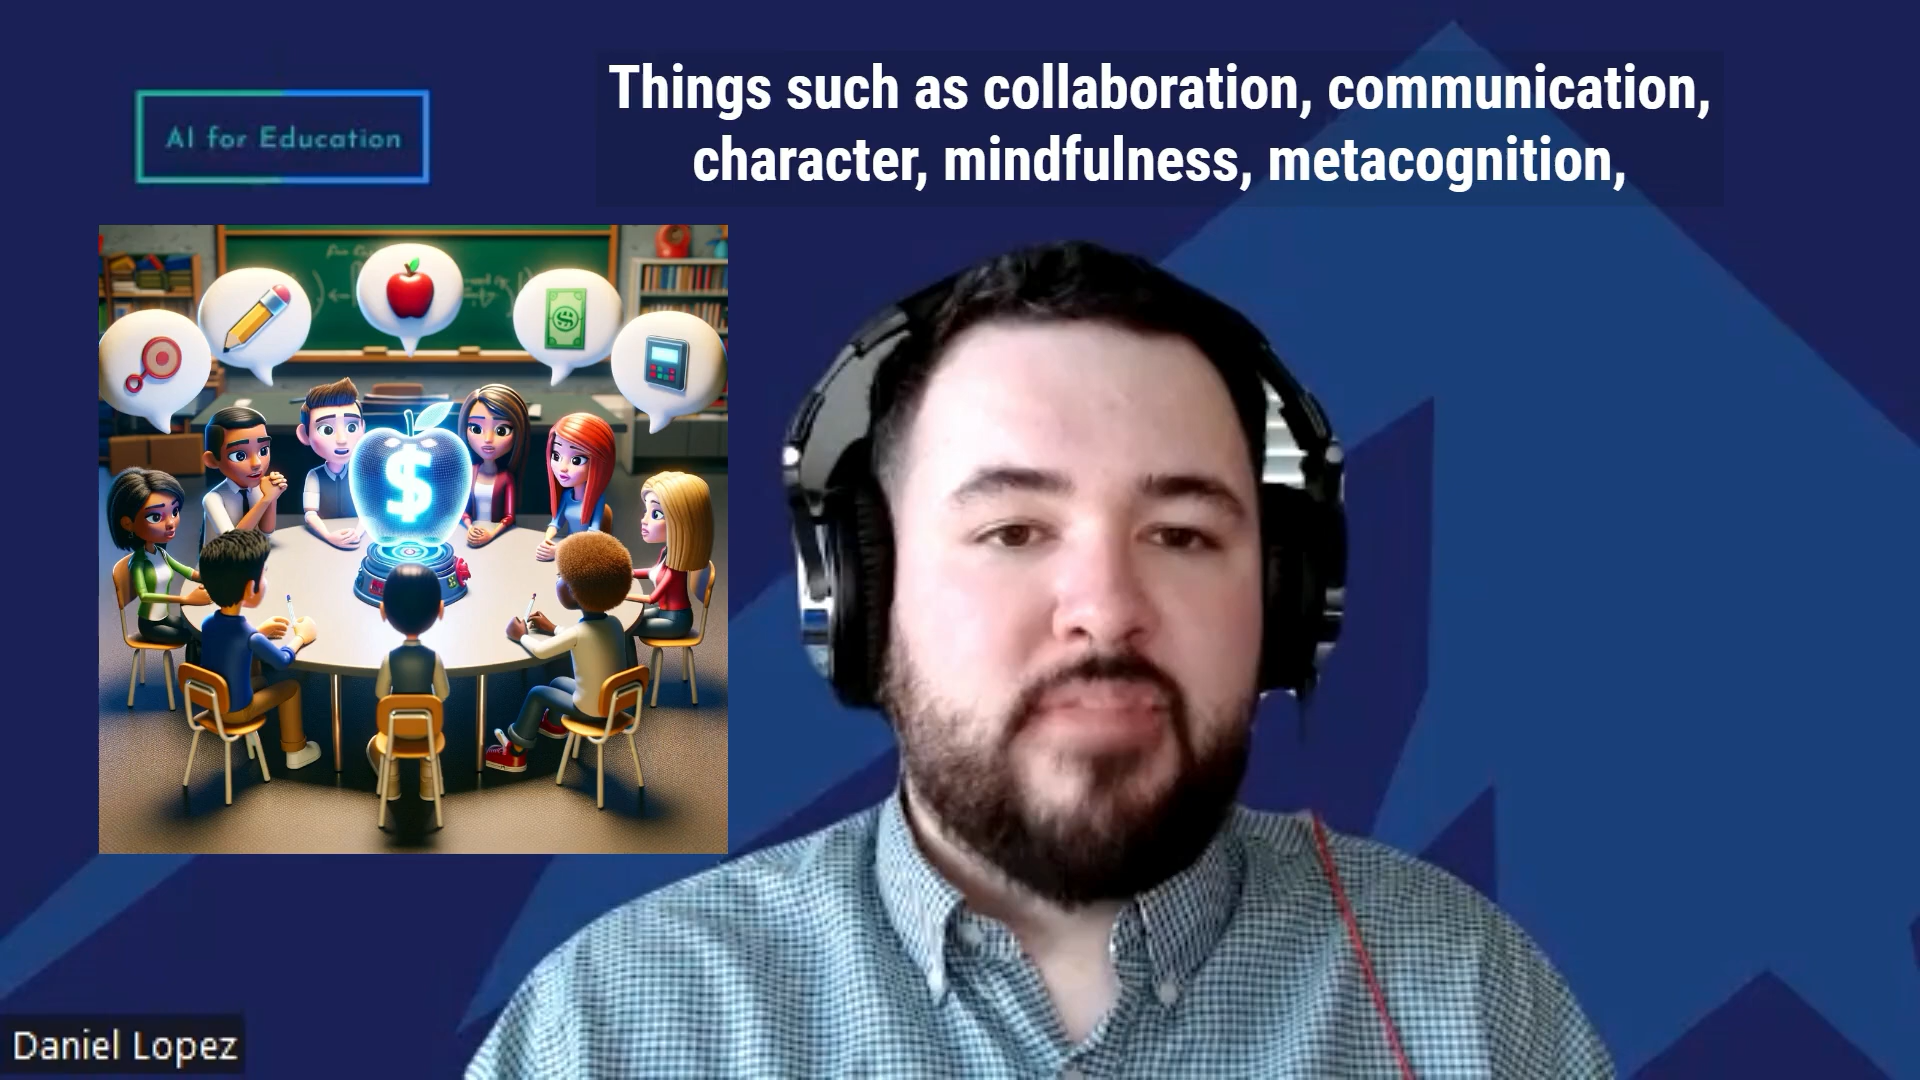 Things such as collaboration, communication,
character, mindfulness, metacognition,
AI for Education
$
Daniel Lopez